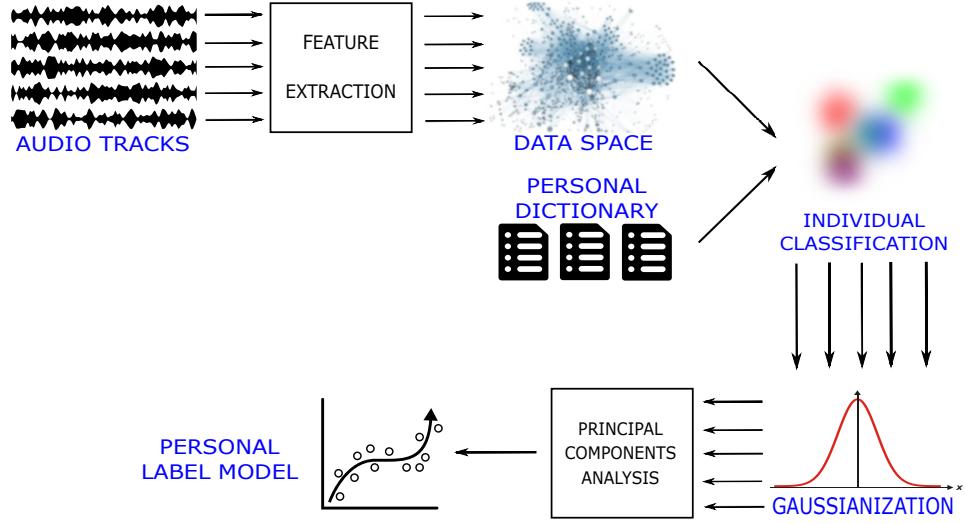 FEATURE
EXTRACTION
AUDIO TRACKS
DATA SPACE
PERSONAL
DICTIONARY
INDIVIDUAL
CLASSIFICATION
PRINCIPAL
COMPONENTS
ANALYSIS
PERSONAL
LABEL MODEL
x
GAUSSIANIZATION